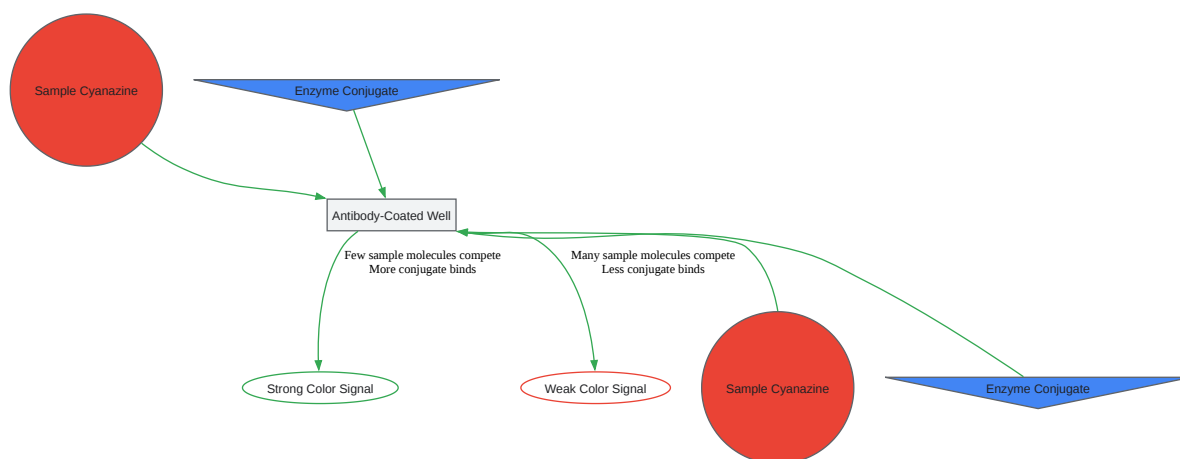 Sample Cyanazine
Enzyme Conjugate
Antibody-Coated Well
Few sample molecules compete
More conjugate binds
Many sample molecules compete
Less conjugate binds
Strong Color Signal
Weak Color Signal
Sample Cyanazine
Enzyme Conjugate